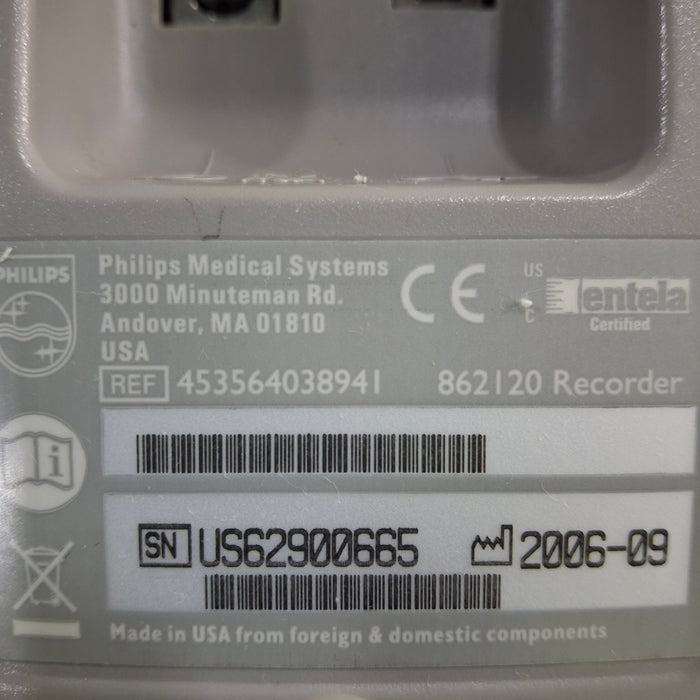 PHILIPS
Philips Medical Systems
3000 Minuteman Rd.
Andover, MA 01810
USA
CE
US
C
entela
Certified
REF 453564038941
862120 Recorder
SN US62900665
2006-09
Made in USA from foreign & domestic components